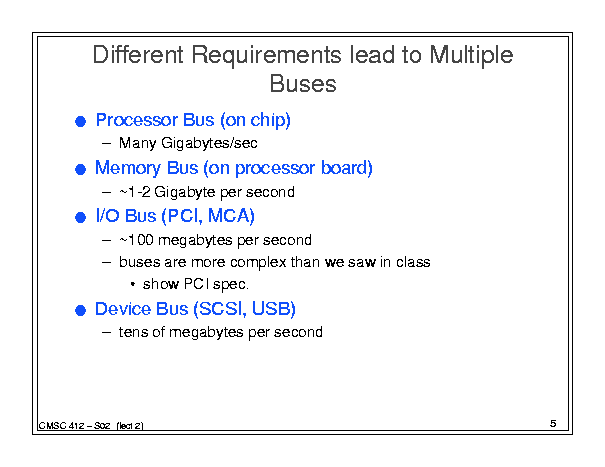 Different Requirements lead to Multiple
Buses
● Processor Bus (on chip)
– Many Gigabytes/sec
● Memory Bus (on processor board)
– ~1-2 Gigabyte per second
● I/O Bus (PCI, MCA)
– ~100 megabytes per second
– buses are more complex than we saw in class
• show PCI spec.
● Device Bus (SCSI, USB)
– tens of megabytes per second
CMSC 412 – S02 (lect 2)
5